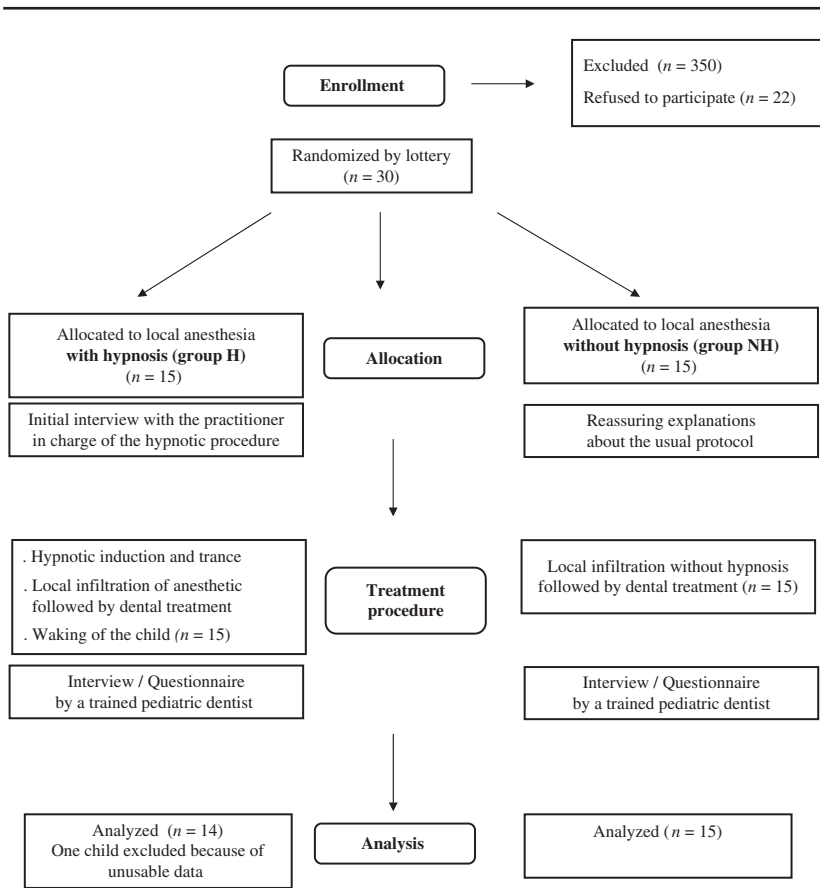 Enrollment
Excluded (n = 350)
Refused to participate (n = 22)
Randomized by lottery
(n = 30)
Allocated to local anesthesia
with hypnosis (group H)
(n = 15)
Allocation
Allocated to local anesthesia
without hypnosis (group NH)
(n = 15)
Initial interview with the practitioner
in charge of the hypnotic procedure
Reassuring explanations
about the usual protocol
. Hypnotic induction and trance
. Local infiltration of anesthetic
followed by dental treatment
. Waking of the child (n = 15)
Treatment
procedure
Local infiltration without hypnosis
followed by dental treatment (n = 15)
Interview / Questionnaire
by a trained pediatric dentist
Interview / Questionnaire
by a trained pediatric dentist
Analyzed (n = 14)
One child excluded because of
unusable data
Analysis
Analyzed (n = 15)